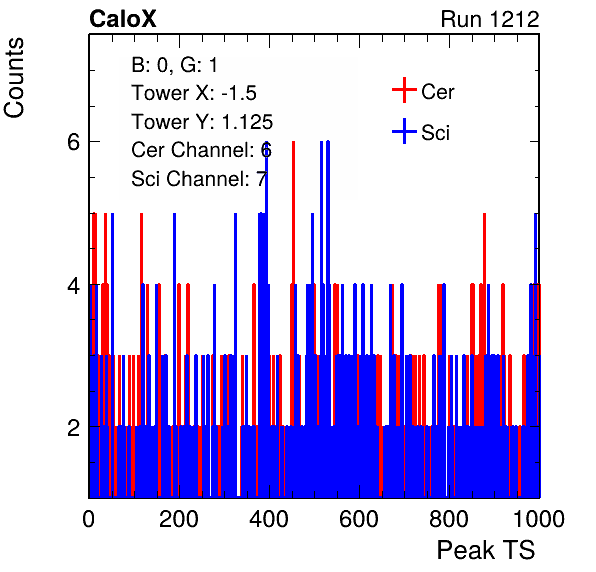 CaloX Run 1212
Counts
B: 0, G: 1
Tower X: -1.5
Tower Y: 1.125
Cer Channel: 6
Sci Channel: 7
Cer
Sci
6
4
2
0 200 400 600 800 1000
Peak TS